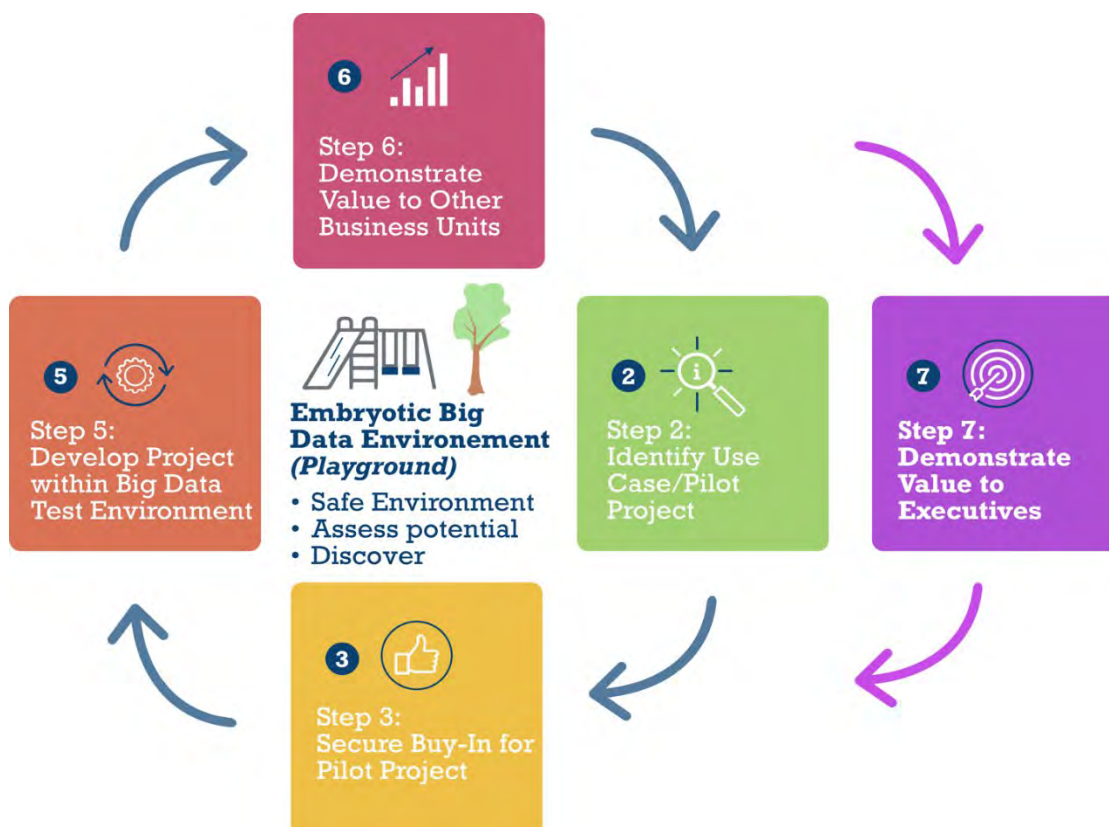 6
Step 6:
Demonstrate
Value to Other
Business Units
5
Step 5:
Develop Project
within Big Data
Test Environment
Embryotic Big
Data Environement
(Playground)
• Safe Environment
• Assess potential
• Discover
2
i
Step 2:
Identify Use
Case/Pilot
Project
7
Step 7:
Demonstrate
Value to
Executives
3
Step 3:
Secure Buy-In for
Pilot Project